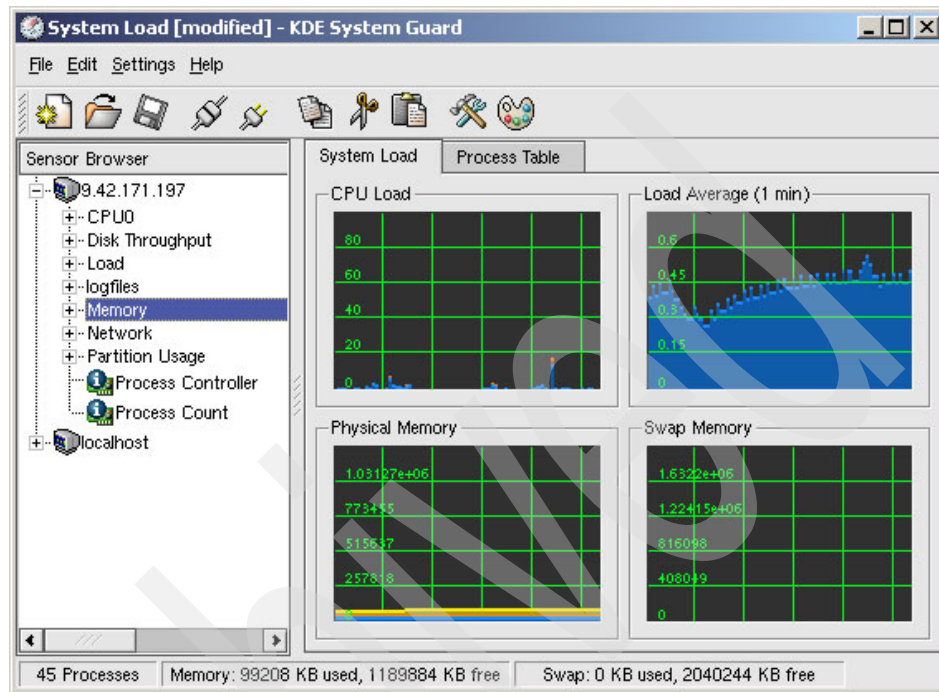 System Load [modified] - KDE System Guard
File Edit Settings Help
Sensor Browser
9.42.171.197
CPU0
Disk Throughput
Load
logfiles
Memory
Network
Partition Usage
Process Controller
Process Count
localhost
System Load
Process Table
CPU Load
80
60
40
20
0
Load Average (1 min)
0.6
0.45
0.3
0.15
0
Physical Memory
1.03127e+06
773455
515637
257818
0
Swap Memory
1.6322e+06
1.22415e+06
816098
408049
0
45 Processes
Memory: 99208 KB used, 1189884 KB free
Swap: 0 KB used, 2040244 KB free